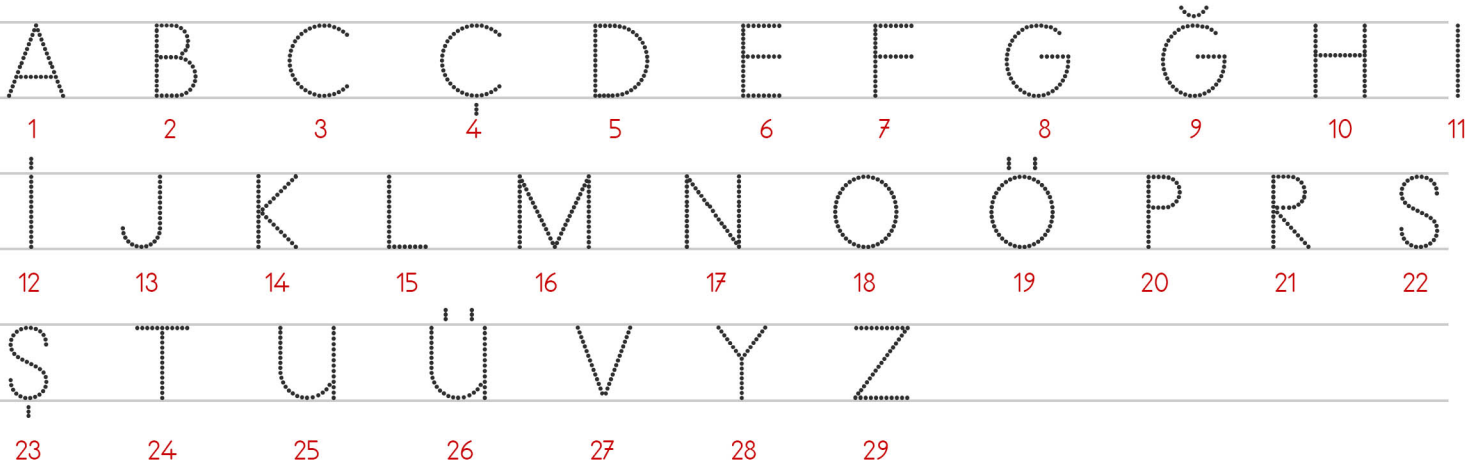 A B C Ç D E F G Ğ H I
1 2 3 4 5 6 7 8 9 10 11
İ J K L M N O Ö P R S
12 13 14 15 16 17 18 19 20 21 22
Ş T U Ü V Y Z
23 24 25 26 27 28 29